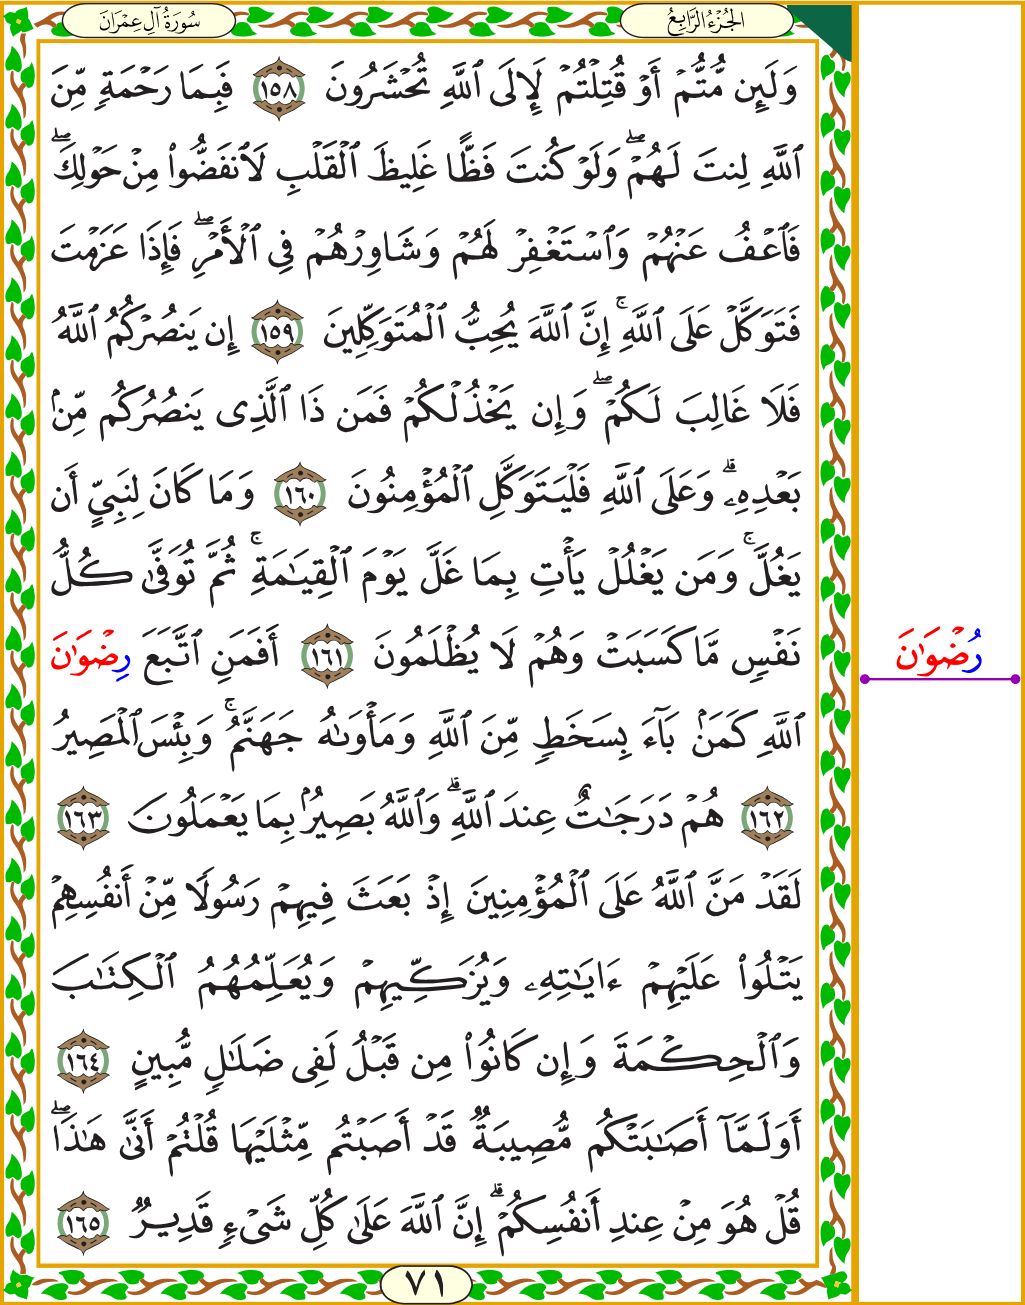 الجُزْءُ الرَّابِعُ
سُورَةُ آلِ عِمْرَانَ
وَلَئِن مُّتُّمْ أَوْ قُتِلْتُمْ لَإِلَى ٱللَّهِ تُحْشَرُونَ ١٥٨ فَبِمَا رَحْمَةٍ مِّنَ
ٱللَّهِ لِنتَ لَهُمْ ۖ وَلَوْ كُنتَ فَظًّا غَلِيظَ ٱلْقَلْبِ لَٱنفَضُّوا۟ مِنْ حَوْلِكَ ۖ
فَٱعْفُ عَنْهُمْ وَٱسْتَغْفِرْ لَهُمْ وَشَاوِرْهُمْ فِى ٱلْأَمْرِ ۖ فَإِذَا عَزَمْتَ
فَتَوَكَّلْ عَلَى ٱللَّهِ ۚ إِنَّ ٱللَّهَ يُحِبُّ ٱلْمُتَوَكِّلِينَ ١٥٩ إِن يَنصُرْكُمُ ٱللَّهُ
فَلَا غَالِبَ لَكُمْ ۖ وَإِن يَخْذُلْكُمْ فَمَن ذَا ٱلَّذِى يَنصُرُكُم مِّنۢ
بَعْدِهِۦ ۗ وَعَلَى ٱللَّهِ فَلْيَتَوَكَّلِ ٱلْمُؤْمِنُونَ ١٦٠ وَمَا كَانَ لِنَبِىٍّ أَن
يَغُلَّ ۚ وَمَن يَغْلُلْ يَأْتِ بِمَا غَلَّ يَوْمَ ٱلْقِيَـٰمَةِ ۚ ثُمَّ تُوَفَّىٰ كُلُّ
نَفْسٍ مَّا كَسَبَتْ وَهُمْ لَا يُظْلَمُونَ ١٦١ أَفَمَنِ ٱتَّبَعَ رِضْوَٰنَ
رُضْوَٰنَ
ٱللَّهِ كَمَنۢ بَآءَ بِسَخَطٍ مِّنَ ٱللَّهِ وَمَأْوَىٰهُ جَهَنَّمُ ۚ وَبِئْسَ ٱلْمَصِيرُ
١٦٢ هُمْ دَرَجَـٰتٌ عِندَ ٱللَّهِ ۗ وَٱللَّهُ بَصِيرٌۢ بِمَا يَعْمَلُونَ ١٦٣
لَقَدْ مَنَّ ٱللَّهُ عَلَى ٱلْمُؤْمِنِينَ إِذْ بَعَثَ فِيهِمْ رَسُولًا مِّنْ أَنفُسِهِمْ
يَتْلُوا۟ عَلَيْهِمْ ءَايَـٰتِهِۦ وَيُزَكِّيهِمْ وَيُعَلِّمُهُمُ ٱلْكِتَـٰبَ
وَٱلْحِكْمَةَ وَإِن كَانُوا۟ مِن قَبْلُ لَفِى ضَلَـٰلٍ مُّبِينٍ ١٦٤
أَوَلَمَّآ أَصَـٰبَتْكُم مُّصِيبَةٌ قَدْ أَصَبْتُم مِّثْلَيْهَا قُلْتُمْ أَنَّىٰ هَـٰذَا ۖ
قُلْ هُوَ مِنْ عِندِ أَنفُسِكُمْ ۗ إِنَّ ٱللَّهَ عَلَىٰ كُلِّ شَىْءٍ قَدِيرٌ ١٦٥
٧١